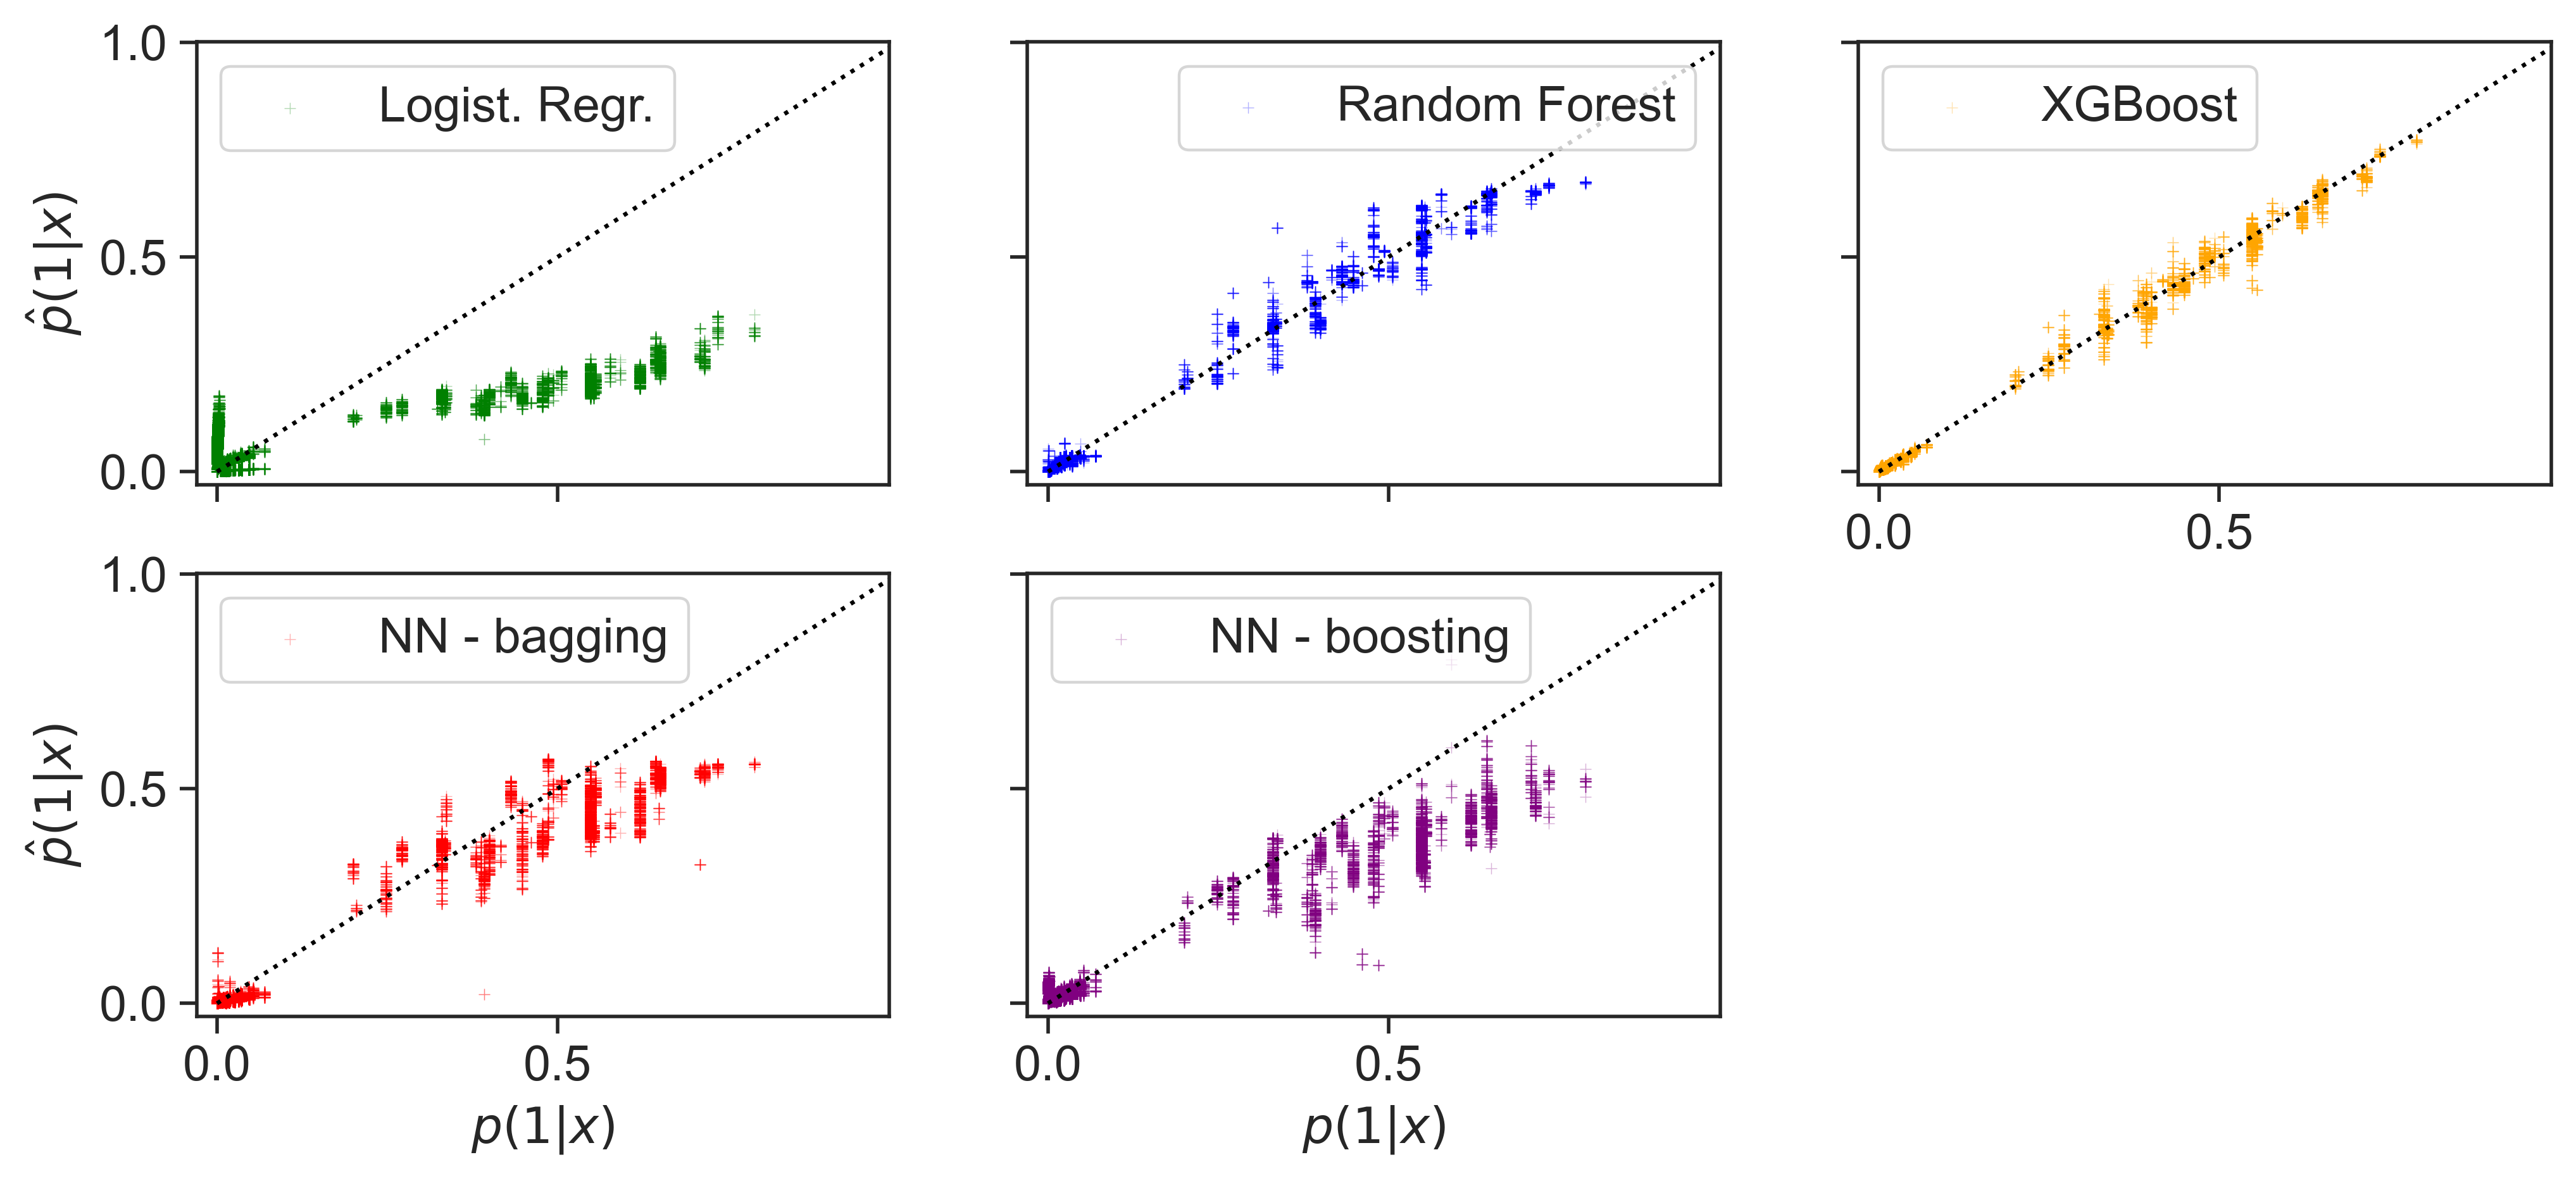 1.0
0.5
0.0
p̂(1|x)
Logist. Regr.
Random Forest
XGBoost
0.0 0.5
1.0
0.5
0.0
p̂(1|x)
NN - bagging
NN - boosting
0.0 0.5
0.0 0.5
p(1|x)
p(1|x)